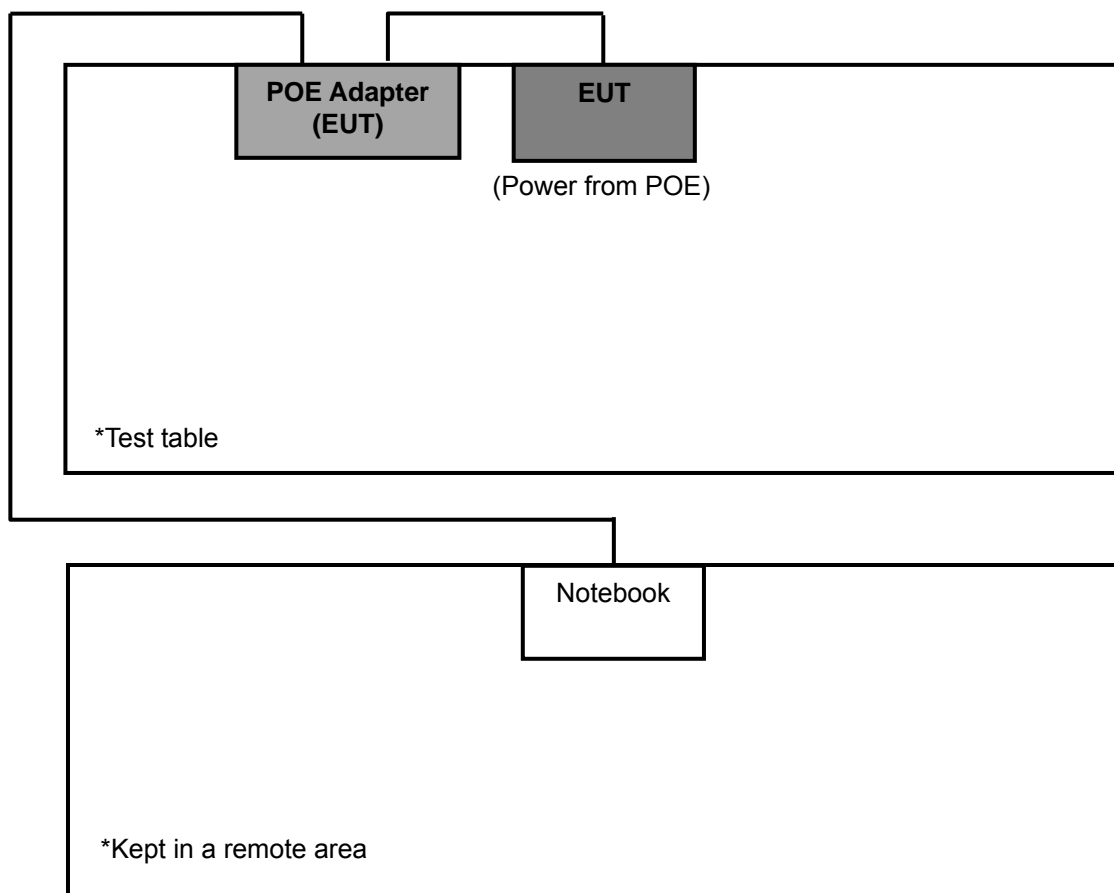 POE Adapter
(EUT)
EUT
(Power from POE)
*Test table
Notebook
*Kept in a remote area